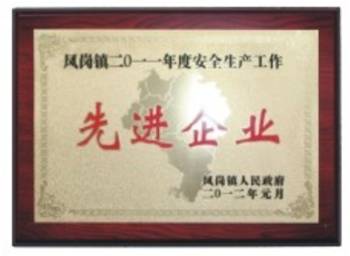 凤岗镇二〇一一年度安全生产工作
先进企业
凤岗镇人民政府
二〇一二年元月